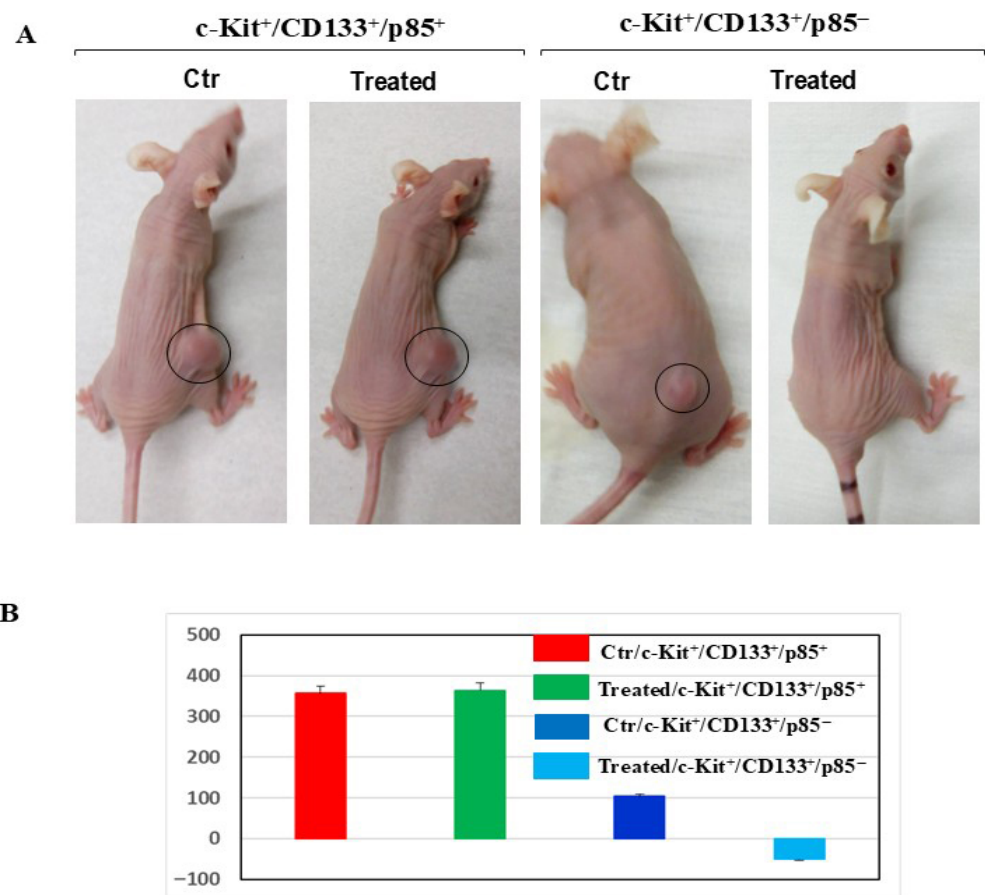 A
c-Kit⁺/CD133⁺/p85⁺
c-Kit⁺/CD133⁺/p85⁻
Ctr
Treated
Ctr
Treated
B
500
400
300
200
100
0
−100
Ctr/c-Kit⁺/CD133⁺/p85⁺
Treated/c-Kit⁺/CD133⁺/p85⁺
Ctr/c-Kit⁺/CD133⁺/p85⁻
Treated/c-Kit⁺/CD133⁺/p85⁻